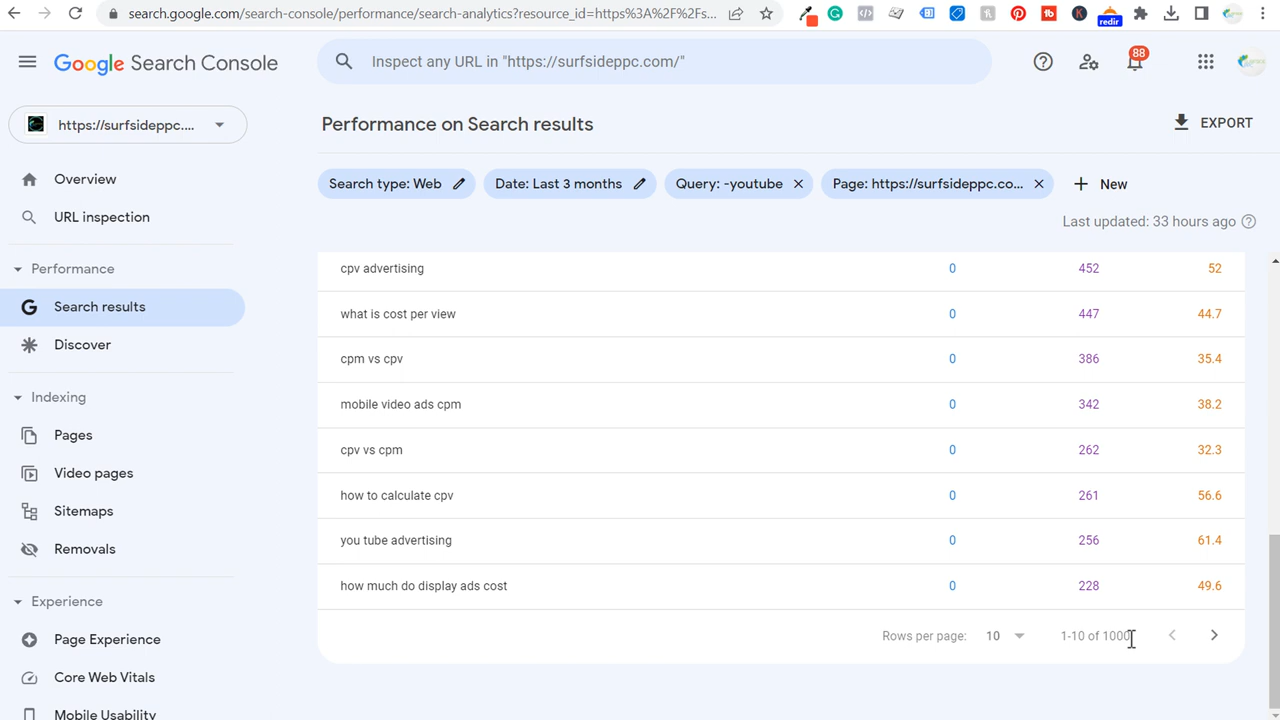 search.google.com/search-console/performance/search-analytics?resource_id=https%3A%2F%2Fs...
redir
Google Search Console
Inspect any URL in "https://surfsideppc.com/"
88
https://surfsideppc....
Performance on Search results
EXPORT
Search type: Web
Date: Last 3 months
Query: -youtube
Page: https://surfsideppc.co...
New
Last updated: 33 hours ago
Overview
URL inspection
Performance
Search results
Discover
Indexing
Pages
Video pages
Sitemaps
Removals
Experience
Page Experience
Core Web Vitals
Mobile Usability
cpv advertising 0 452 52
what is cost per view 0 447 44.7
cpm vs cpv 0 386 35.4
mobile video ads cpm 0 342 38.2
cpv vs cpm 0 262 32.3
how to calculate cpv 0 261 56.6
you tube advertising 0 256 61.4
how much do display ads cost 0 228 49.6
Rows per page: 10 1-10 of 1000